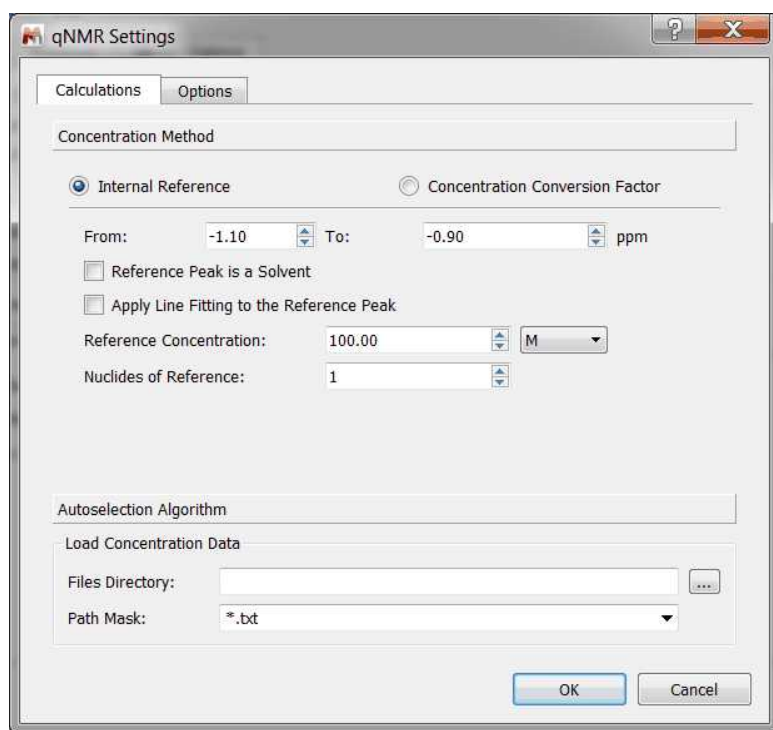 qNMR Settings
? X
Calculations Options
Concentration Method
Internal Reference Concentration Conversion Factor
From: -1.10 To: -0.90 ppm
Reference Peak is a Solvent
Apply Line Fitting to the Reference Peak
Reference Concentration: 100.00 M
Nuclides of Reference: 1
Autoselection Algorithm
Load Concentration Data
Files Directory: ...
Path Mask: *.txt
OK Cancel